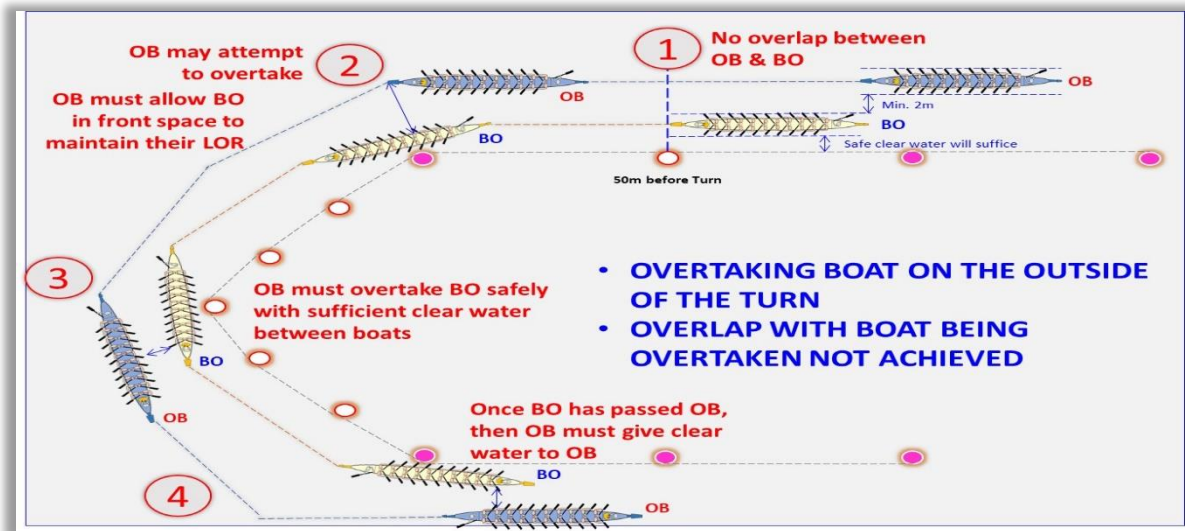 1
No overlap between
OB & BO
OB may attempt
to overtake
2
OB must allow BO
in front space to
maintain their LOR
OB
OB
Min. 2m
BO
BO
Safe clear water will suffice
50m before Turn
3
OB must overtake BO safely
with sufficient clear water
between boats
BO
OB
• OVERTAKING BOAT ON THE OUTSIDE
OF THE TURN
• OVERLAP WITH BOAT BEING
OVERTAKEN NOT ACHIEVED
Once BO has passed OB,
then OB must give clear
water to OB
BO
4
OB